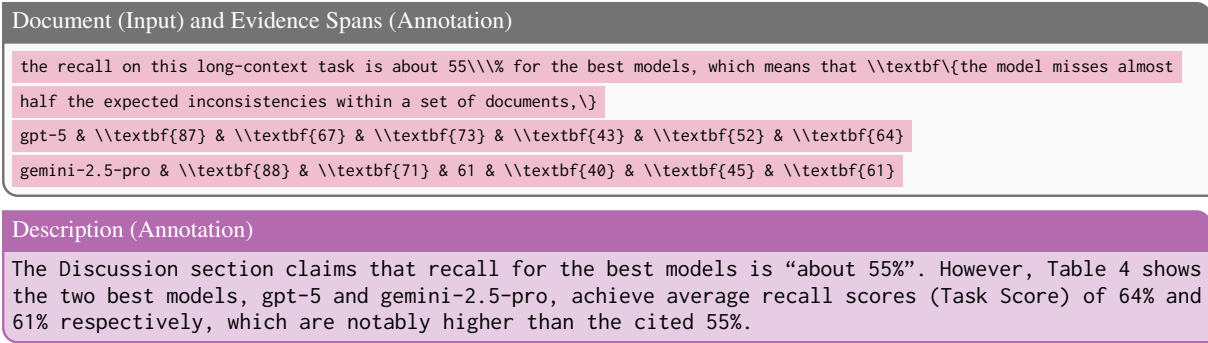 Document (Input) and Evidence Spans (Annotation)
the recall on this long-context task is about 55\\\% for the best models, which means that \\textbf\{the model misses almost
half the expected inconsistencies within a set of documents,\}
gpt-5 & \\textbf{87} & \\textbf{67} & \\textbf{73} & \\textbf{43} & \\textbf{52} & \\textbf{64}
gemini-2.5-pro & \\textbf{88} & \\textbf{71} & 61 & \\textbf{40} & \\textbf{45} & \\textbf{61}
Description (Annotation)
The Discussion section claims that recall for the best models is “about 55%”. However, Table 4 shows
the two best models, gpt-5 and gemini-2.5-pro, achieve average recall scores (Task Score) of 64% and
61% respectively, which are notably higher than the cited 55%.